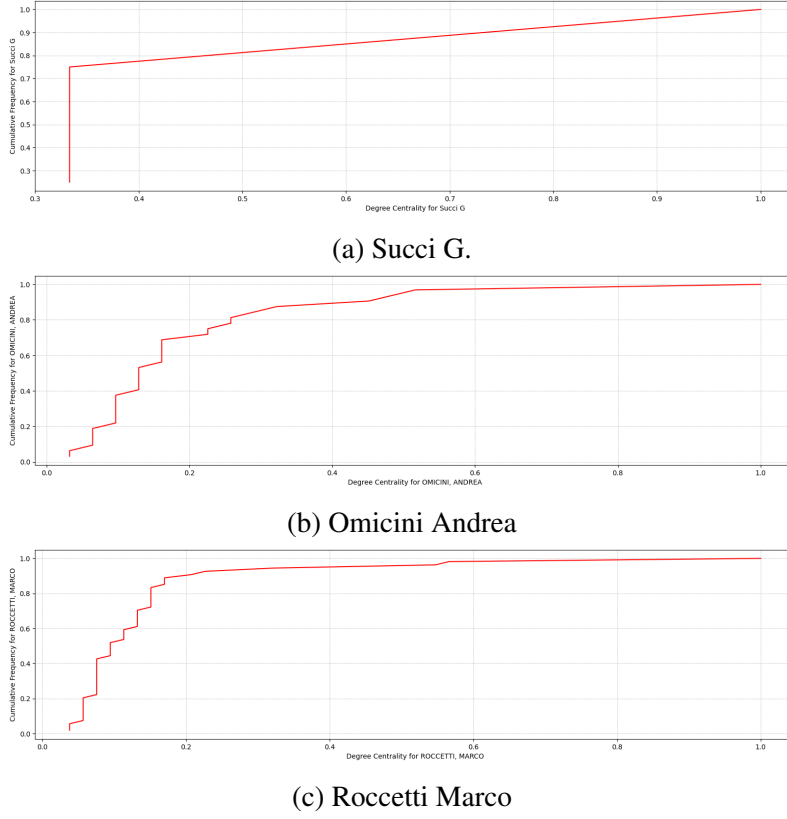 1.0
0.9
0.8
0.7
0.6
0.5
0.4
0.3
Cumulative Frequency for Succi G
0.3 0.4 0.5 0.6 0.7 0.8 0.9 1.0
Degree Centrality for Succi G
(a) Succi G.
1.0
0.8
0.6
0.4
0.2
0.0
Cumulative Frequency for OMICINI, ANDREA
0.0 0.2 0.4 0.6 0.8 1.0
Degree Centrality for OMICINI, ANDREA
(b) Omicini Andrea
1.0
0.8
0.6
0.4
0.2
0.0
Cumulative Frequency for ROCCETTI, MARCO
0.0 0.2 0.4 0.6 0.8 1.0
Degree Centrality for ROCCETTI, MARCO
(c) Roccetti Marco